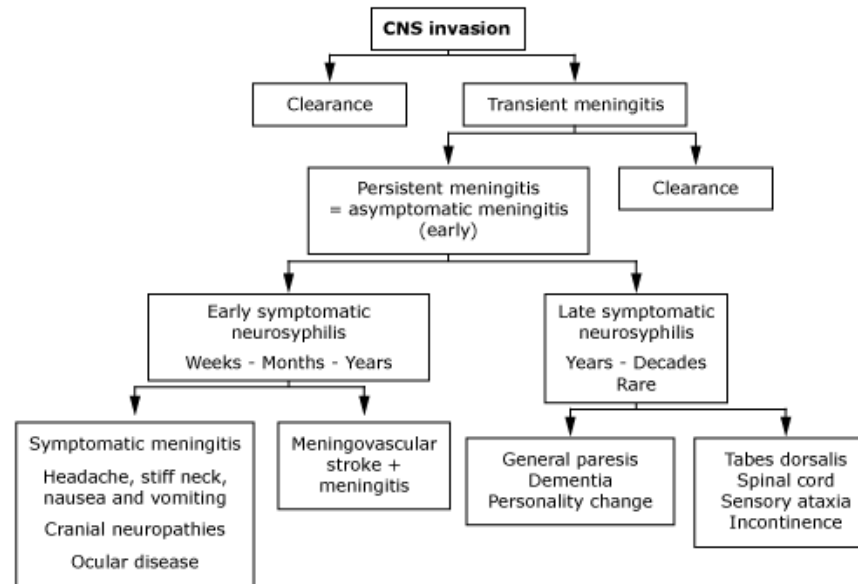 CNS invasion
Clearance
Transient meningitis
Persistent meningitis
= asymptomatic meningitis
(early)
Clearance
Early symptomatic
neurosyphilis
Weeks - Months - Years
Late symptomatic
neurosyphilis
Years - Decades
Rare
Symptomatic meningitis
Headache, stiff neck,
nausea and vomiting
Cranial neuropathies
Ocular disease
Meningovascular
stroke +
meningitis
General paresis
Dementia
Personality change
Tabes dorsalis
Spinal cord
Sensory ataxia
Incontinence